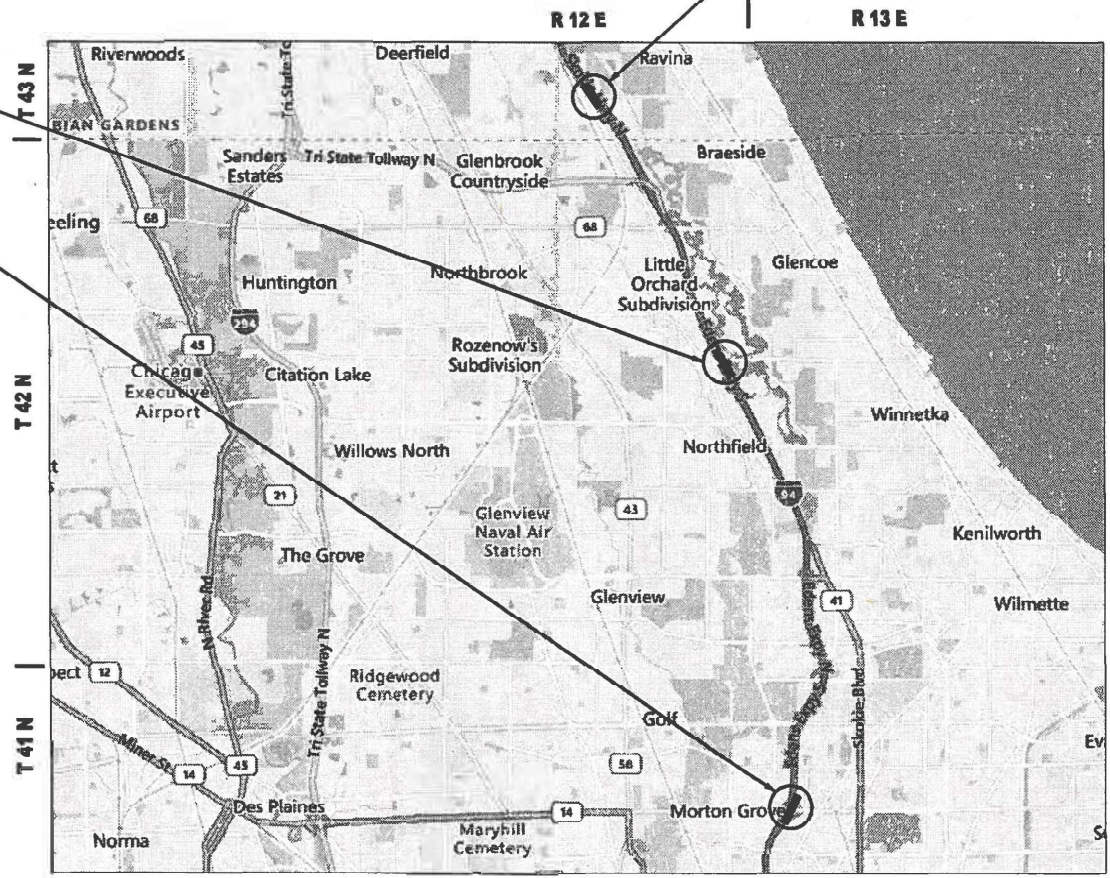 R 12 E
R 13 E
T 43 N
T 42 N
T 41 N
Riverwoods
Deerfield
Ravina
BIAN GARDENS
Sanders
Estates
Tri State Tollway N
Glenbrook
Countryside
Braeside
eeling
68
68
Huntington
Northbrook
Little
Orchard
Subdivision
Glencoe
294
45
Chicago
Executive
Airport
Citation Lake
Rozenow's
Subdivision
Winnetka
Willows North
Northfield
21
43
94
Glenview
Naval Air
Station
Kenilworth
The Grove
Glenview
41
Wilmette
N River Rd
Tri State Tollway N
pect
12
Ridgewood
Cemetery
Golf
Skokie Blvd
Ev
Miner St
14
45
58
Des Plaines
14
Morton Grove
Norma
Maryhill
Cemetery